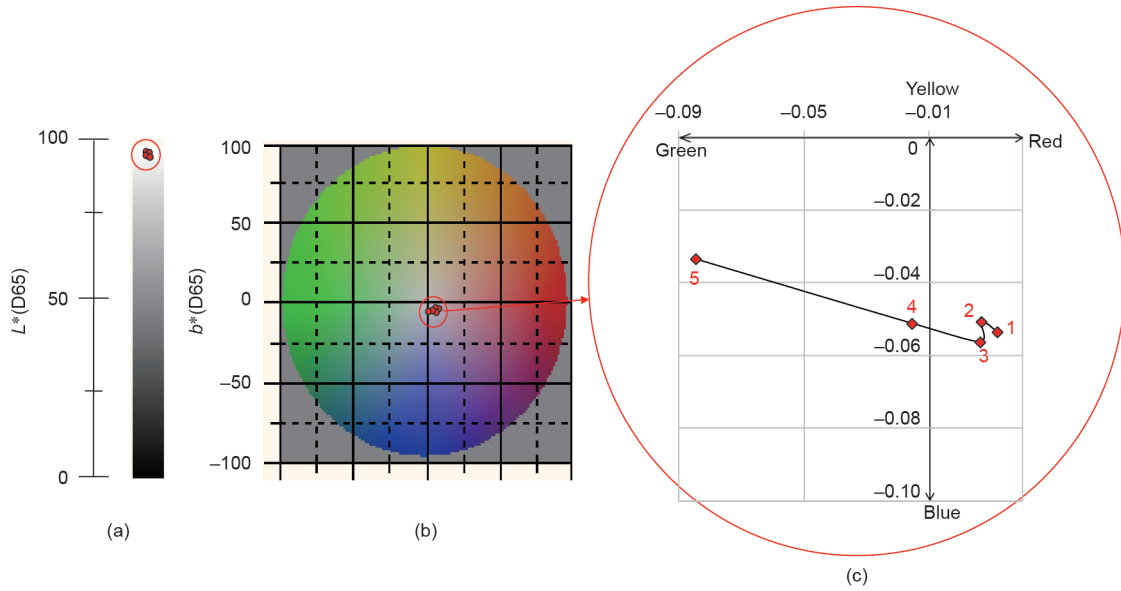 L*(D65)
100
50
0
(a)
b*(D65)
100
50
0
–50
–100
(b)
Yellow
–0.09
–0.05
–0.01
Green
0
Red
–0.02
–0.04
–0.06
–0.08
–0.10
Blue
5
4
2
1
3
(c)